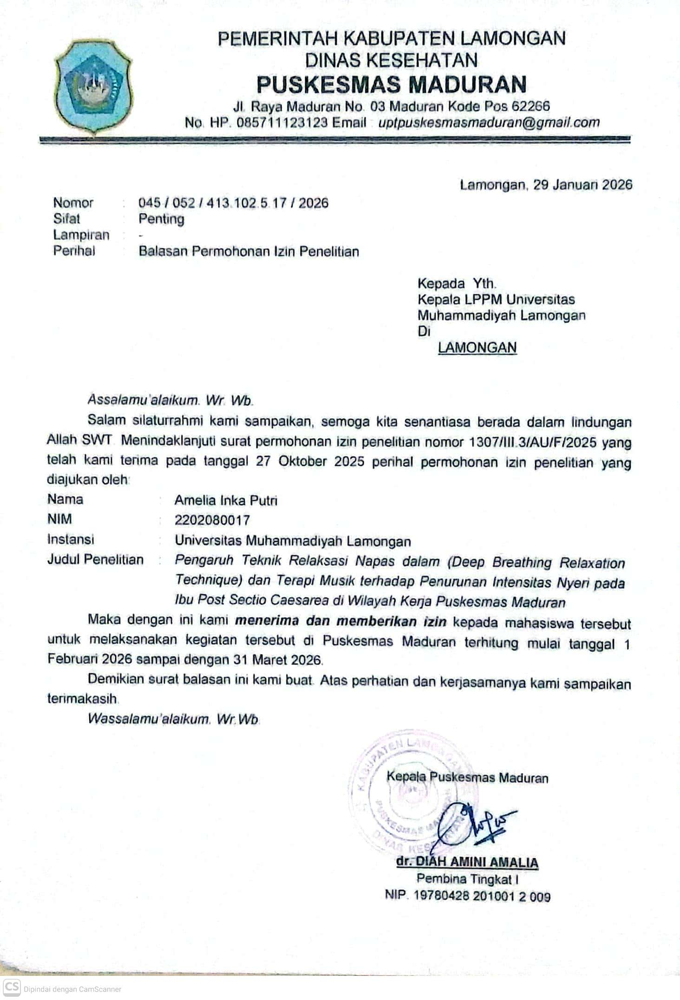 PEMERINTAH KABUPATEN LAMONGAN
DINAS KESEHATAN
PUSKESMAS MADURAN
Jl. Raya Maduran No. 03 Maduran Kode Pos 62266
No. HP. 085711123123 Email : uptpuskesmasmaduran@gmail.com
Lamongan, 29 Januari 2026
Nomor : 045 / 052 / 413.102.5.17 / 2026
Sifat : Penting
Lampiran : -
Perihal : Balasan Permohonan Izin Penelitian
Kepada Yth.
Kepala LPPM Universitas
Muhammadiyah Lamongan
Di
LAMONGAN
Assalamu'alaikum. Wr. Wb.
Salam silaturrahmi kami sampaikan, semoga kita senantiasa berada dalam lindungan
Allah SWT. Menindaklanjuti surat permohonan izin penelitian nomor 1307/III.3/AU/F/2025 yang
telah kami terima pada tanggal 27 Oktober 2025 perihal permohonan izin penelitian yang
diajukan oleh:
Nama : Amelia Inka Putri
NIM : 2202080017
Instansi : Universitas Muhammadiyah Lamongan
Judul Penelitian : Pengaruh Teknik Relaksasi Napas dalam (Deep Breathing Relaxation
Technique) dan Terapi Musik terhadap Penurunan Intensitas Nyeri pada
Ibu Post Sectio Caesarea di Wilayah Kerja Puskesmas Maduran
Maka dengan ini kami menerima dan memberikan izin kepada mahasiswa tersebut
untuk melaksanakan kegiatan tersebut di Puskesmas Maduran terhitung mulai tanggal 1
Februari 2026 sampai dengan 31 Maret 2026.
Demikian surat balasan ini kami buat. Atas perhatian dan kerjasamanya kami sampaikan
terimakasih.
Wassalamu'alaikum. Wr.Wb
KABUPATEN LAMONGAN
PUSKESMAS MADURAN
DINAS KESEHATAN
Kepala Puskesmas Maduran
dr. DIAH AMINI AMALIA
Pembina Tingkat I
NIP. 19780428 201001 2 009
CS Dipindai dengan CamScanner